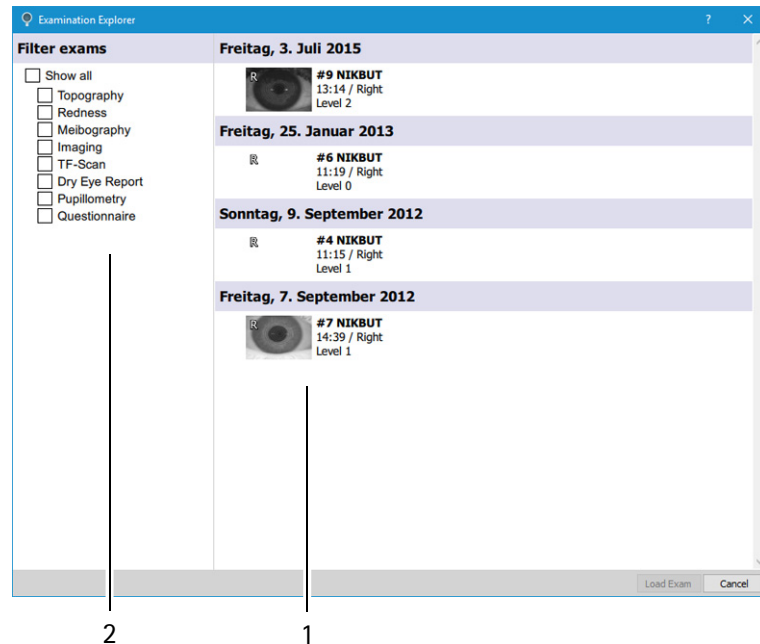 Examination Explorer
? ×
Filter exams
Show all
Topography
Redness
Meibography
Imaging
TF-Scan
Dry Eye Report
Pupillometry
Questionnaire
Freitag, 3. Juli 2015
R
#9 NIKBUT
13:14 / Right
Level 2
Freitag, 25. Januar 2013
R
#6 NIKBUT
11:19 / Right
Level 0
Sonntag, 9. September 2012
R
#4 NIKBUT
11:15 / Right
Level 1
Freitag, 7. September 2012
R
#7 NIKBUT
14:39 / Right
Level 1
Load Exam
Cancel
2
1